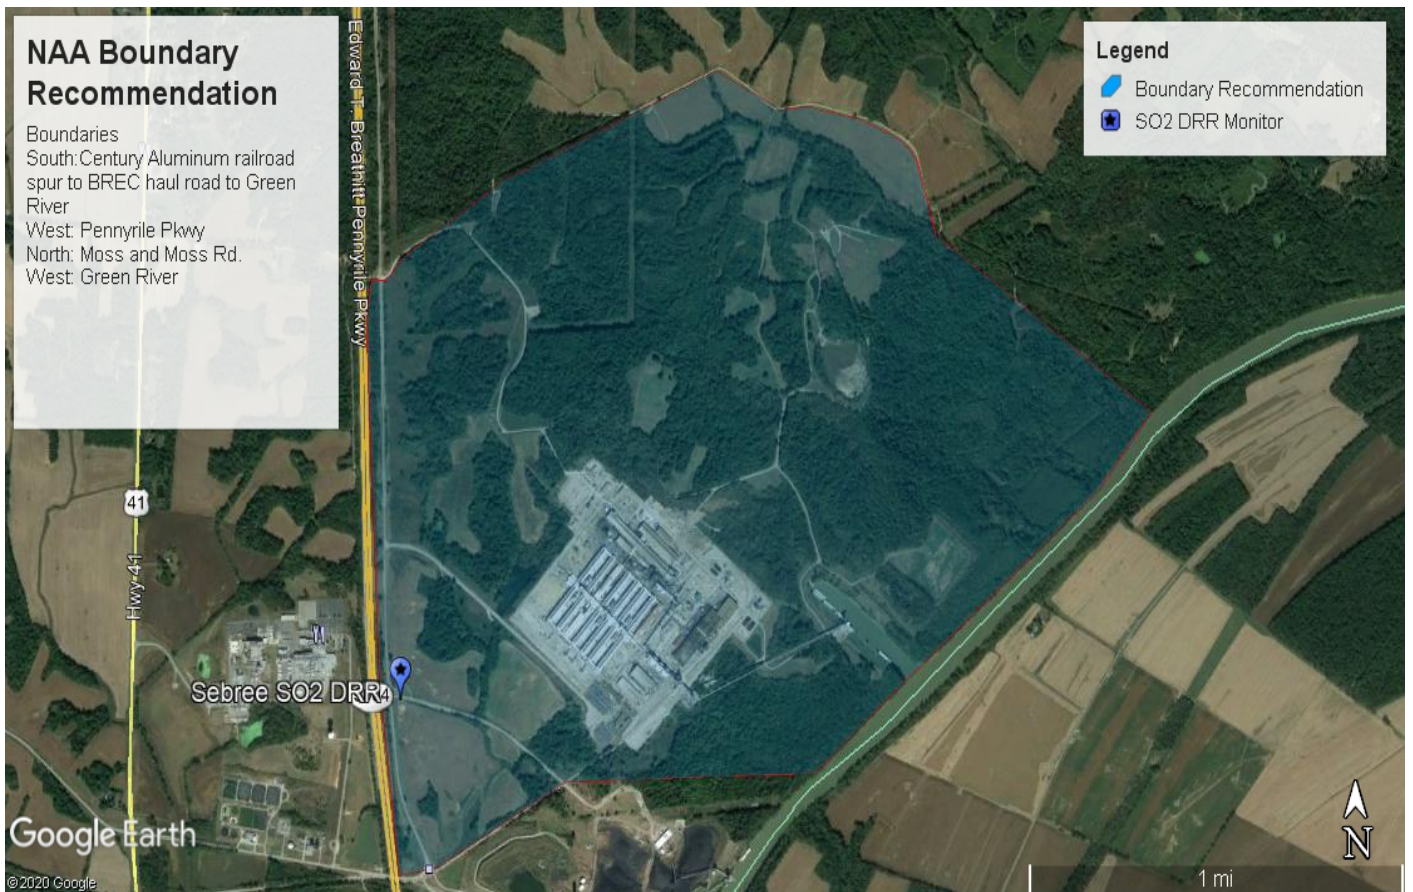 NAA Boundary
Recommendation
Boundaries
South:Century Aluminum railroad
spur to BREC haul road to Green
River
West: Pennyrile Pkwy
North: Moss and Moss Rd.
West: Green River
Edward T. Breathitt Pennyrile Pkwy
Legend
Boundary Recommendation
SO2 DRR Monitor
41
Hwy 41
Sebree SO2 DRR
4
Google Earth
©2020 Google
N
1 mi